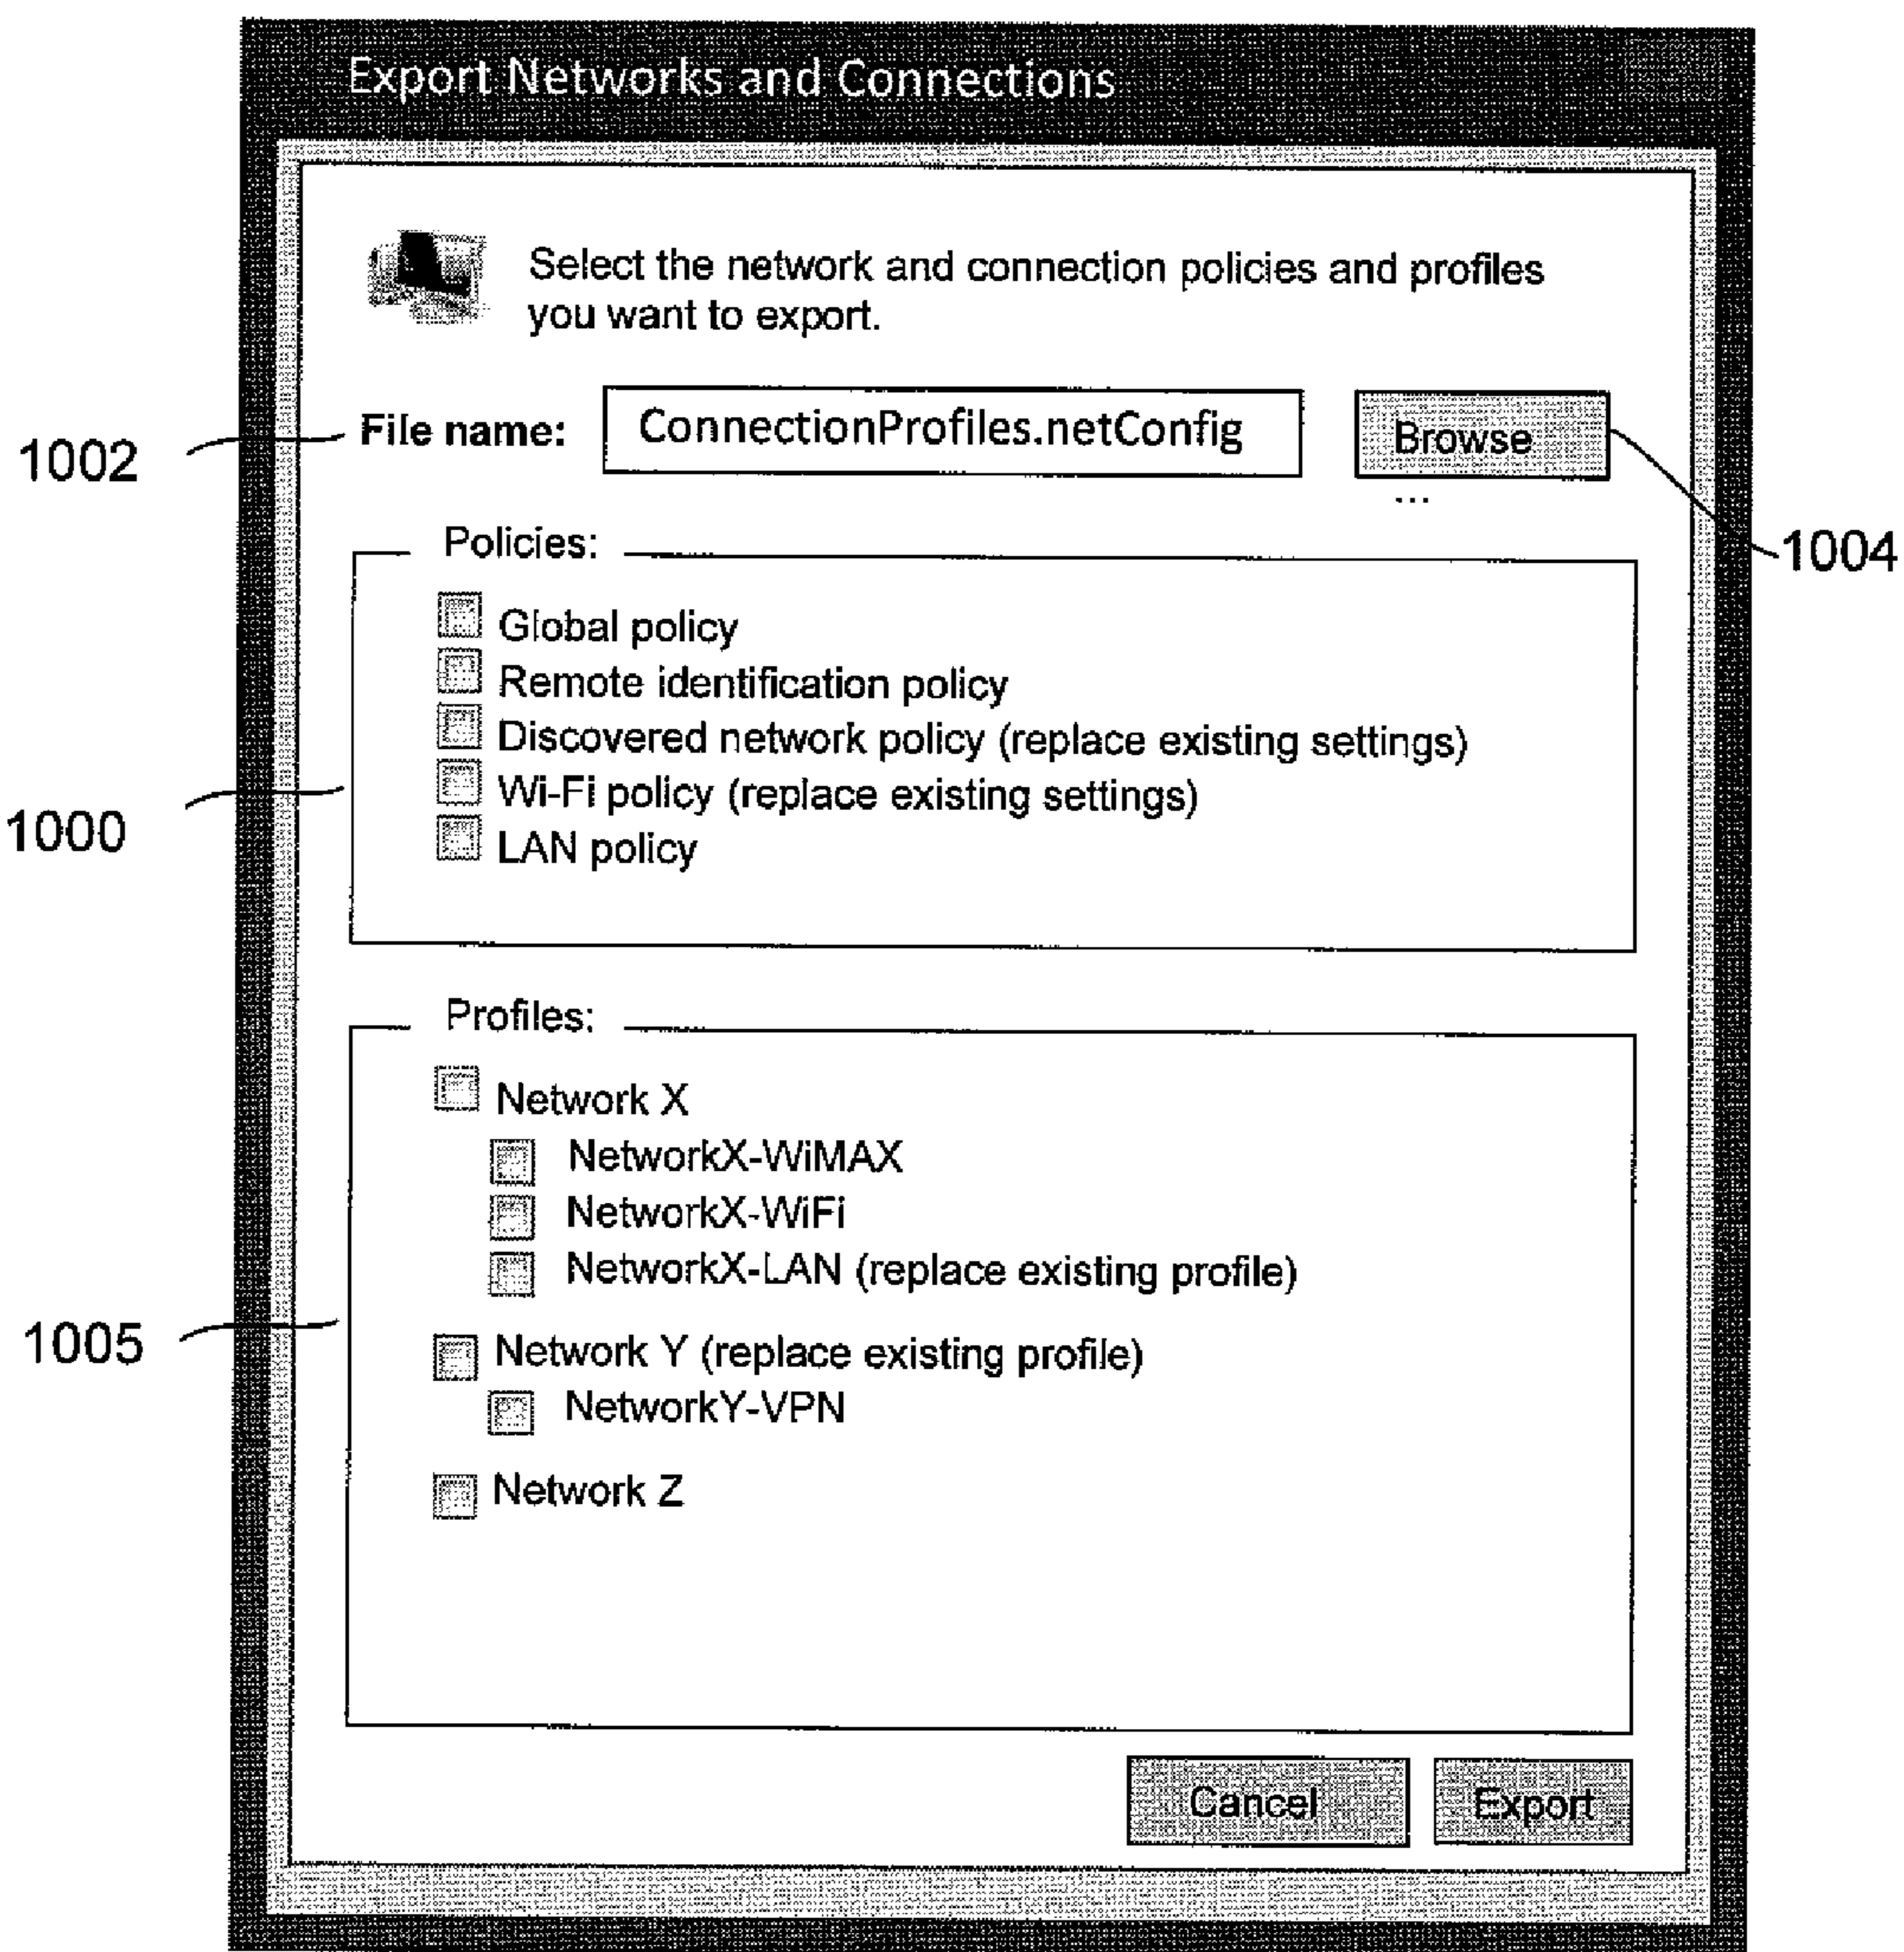 Export Networks and Connections
Select the network and connection policies and profiles
you want to export.
1002
File name:
ConnectionProfiles.netConfig
Browse
...
1004
Policies:
Global policy
Remote identification policy
Discovered network policy (replace existing settings)
Wi-Fi policy (replace existing settings)
LAN policy
1000
Profiles:
Network X
NetworkX-WiMAX
NetworkX-WiFi
NetworkX-LAN (replace existing profile)
1005
Network Y (replace existing profile)
NetworkY-VPN
Network Z
Cancel
Export